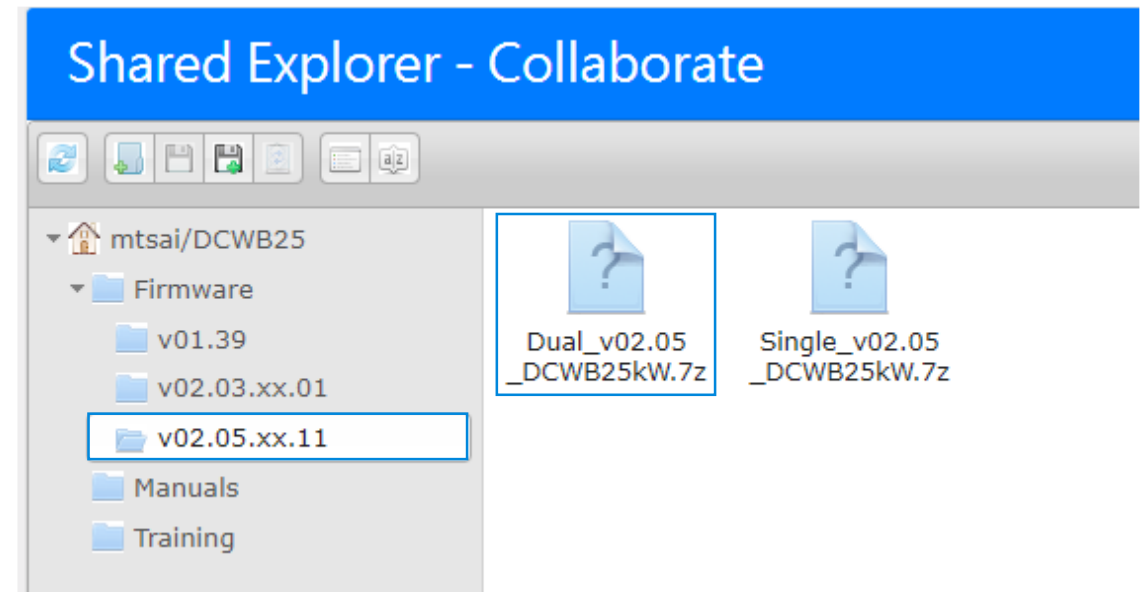 Shared Explorer - Collaborate
mtsai/DCWB25
Firmware
v01.39
v02.03.xx.01
v02.05.xx.11
Manuals
Training
Dual_v02.05
_DCWB25kW.7z
Single_v02.05
_DCWB25kW.7z